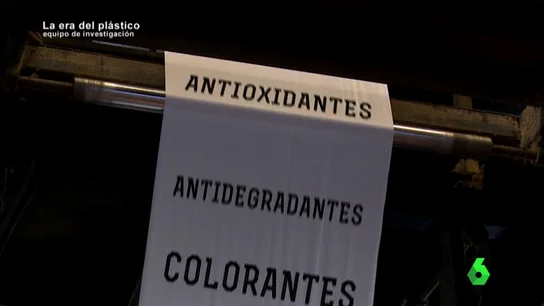 La era del plástico
equipo de investigación
ANTIOXIDANTES
ANTIDEGRADANTES
COLORANTES
6